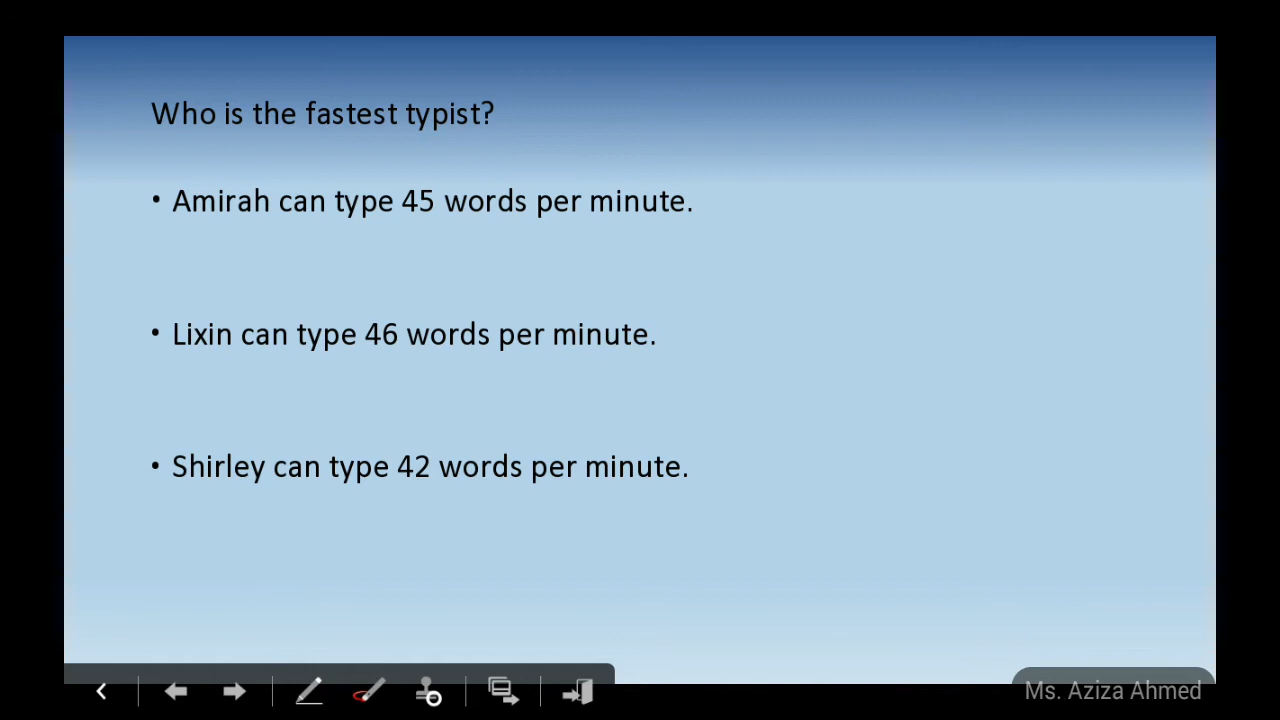 Who is the fastest typist?
• Amirah can type 45 words per minute.
• Lixin can type 46 words per minute.
• Shirley can type 42 words per minute.
Ms. Aziza Ahmed